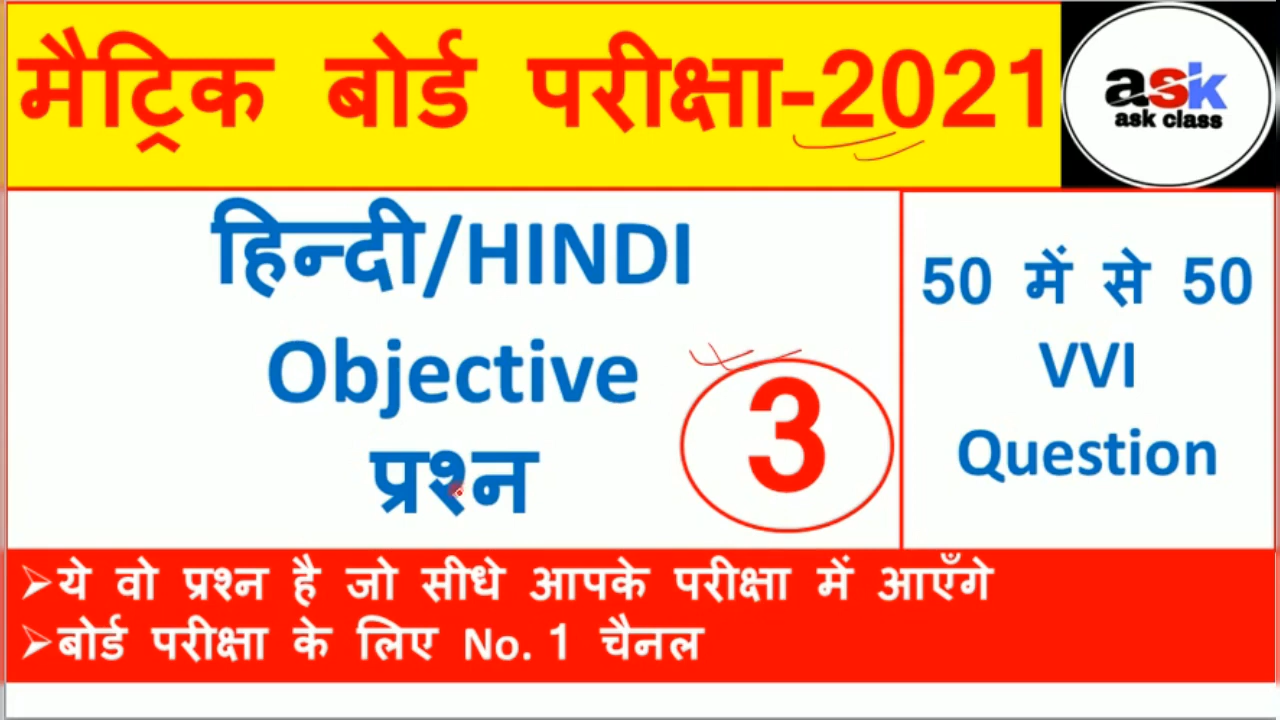 मैट्रिक बोर्ड परीक्षा-2021
ask
ask class
हिन्दी/HINDI
Objective
प्रश्न
3
50 में से 50
VVI
Question
➢ये वो प्रश्न है जो सीधे आपके परीक्षा में आएँगे
➢बोर्ड परीक्षा के लिए No. 1 चैनल